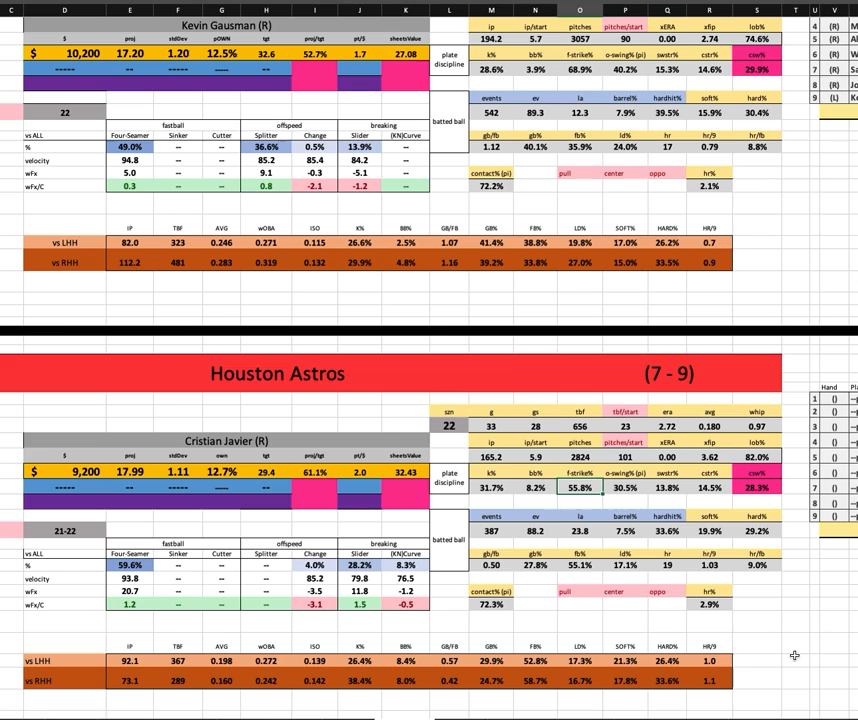 C D E F G H I J K L M N O P Q R S T U V
Kevin Gausman (R) ip ip/start pitches pitches/start xERA xfip lob% 4 (R)
$ proj stdDev pOWN tgt proj/tgt pt/$ sheetsValue 194.2 5.7 3057 90 0.00 2.74 74.6% 5 (R)
$ 10,200 17.20 1.20 12.5% 32.6 52.7% 1.7 27.08 plate discipline k% bb% f-strike% o-swing% (pi) swstr% cstr% csw% 6 (R)
----- -- ----- ----- -- 28.6% 3.9% 68.9% 40.2% 15.3% 14.6% 29.9% 7 (R)
8 (R)
events ev la barrel% hardhit% soft% hard% 9 (L)
22 batted ball 542 89.3 12.3 7.9% 39.5% 15.9% 30.4%
fastball offspeed breaking
vs ALL Four-Seamer Sinker Cutter Splitter Change Slider (KN)Curve gb/fb gb% fb% ld% hr hr/9 hr/fb
% 49.0% -- -- 36.6% 0.5% 13.9% -- 1.12 40.1% 35.9% 24.0% 17 0.79 8.8%
velocity 94.8 -- -- 85.2 85.4 84.2 --
wFx 5.0 -- -- 9.1 -0.3 -5.1 -- contact% (pi) pull center oppo hr%
wFx/C 0.3 -- -- 0.8 -2.1 -1.2 -- 72.2% 2.1%
IP TBF AVG wOBA ISO K% BB% GB/FB GB% FB% LD% SOFT% HARD% HR/9
vs LHH 82.0 323 0.246 0.271 0.115 26.6% 2.5% 1.07 41.4% 38.8% 19.8% 17.0% 26.2% 0.7
vs RHH 112.2 481 0.283 0.319 0.132 29.9% 4.8% 1.16 39.2% 33.8% 27.0% 15.0% 33.5% 0.9
Houston Astros (7 - 9)
Hand
1 ()
szn g gs tbf tbf/start era avg whip 2 ()
22 33 28 656 23 2.72 0.180 0.97 3 ()
Cristian Javier (R) ip ip/start pitches pitches/start xERA xfip lob% 4 ()
$ proj stdDev own tgt proj/tgt pt/$ sheetsValue 165.2 5.9 2824 101 0.00 3.62 82.0% 5 ()
$ 9,200 17.99 1.11 12.7% 29.4 61.1% 2.0 32.43 plate discipline k% bb% f-strike% o-swing% (pi) swstr% cstr% csw% 6 ()
----- -- ----- ----- -- 31.7% 8.2% 55.8% 30.5% 13.8% 14.5% 28.3% 7 ()
8 ()
events ev la barrel% hardhit% soft% hard% 9 ()
21-22 batted ball 387 88.2 23.8 7.5% 33.6% 19.9% 29.2%
fastball offspeed breaking
vs ALL Four-Seamer Sinker Cutter Splitter Change Slider (KN)Curve gb/fb gb% fb% ld% hr hr/9 hr/fb
% 59.6% -- -- -- 4.0% 28.2% 8.3% 0.50 27.8% 55.1% 17.1% 19 1.03 9.0%
velocity 93.8 -- -- -- 85.2 79.8 76.5
wFx 20.7 -- -- -- -3.5 11.8 -1.2 contact% (pi) pull center oppo hr%
wFx/C 1.2 -- -- -- -3.1 1.5 -0.5 72.3% 2.9%
IP TBF AVG wOBA ISO K% BB% GB/FB GB% FB% LD% SOFT% HARD% HR/9
vs LHH 92.1 367 0.198 0.272 0.139 26.4% 8.4% 0.57 29.9% 52.8% 17.3% 21.3% 26.4% 1.0
vs RHH 73.1 289 0.160 0.242 0.142 38.4% 8.0% 0.42 24.7% 58.7% 16.7% 17.8% 33.6% 1.1